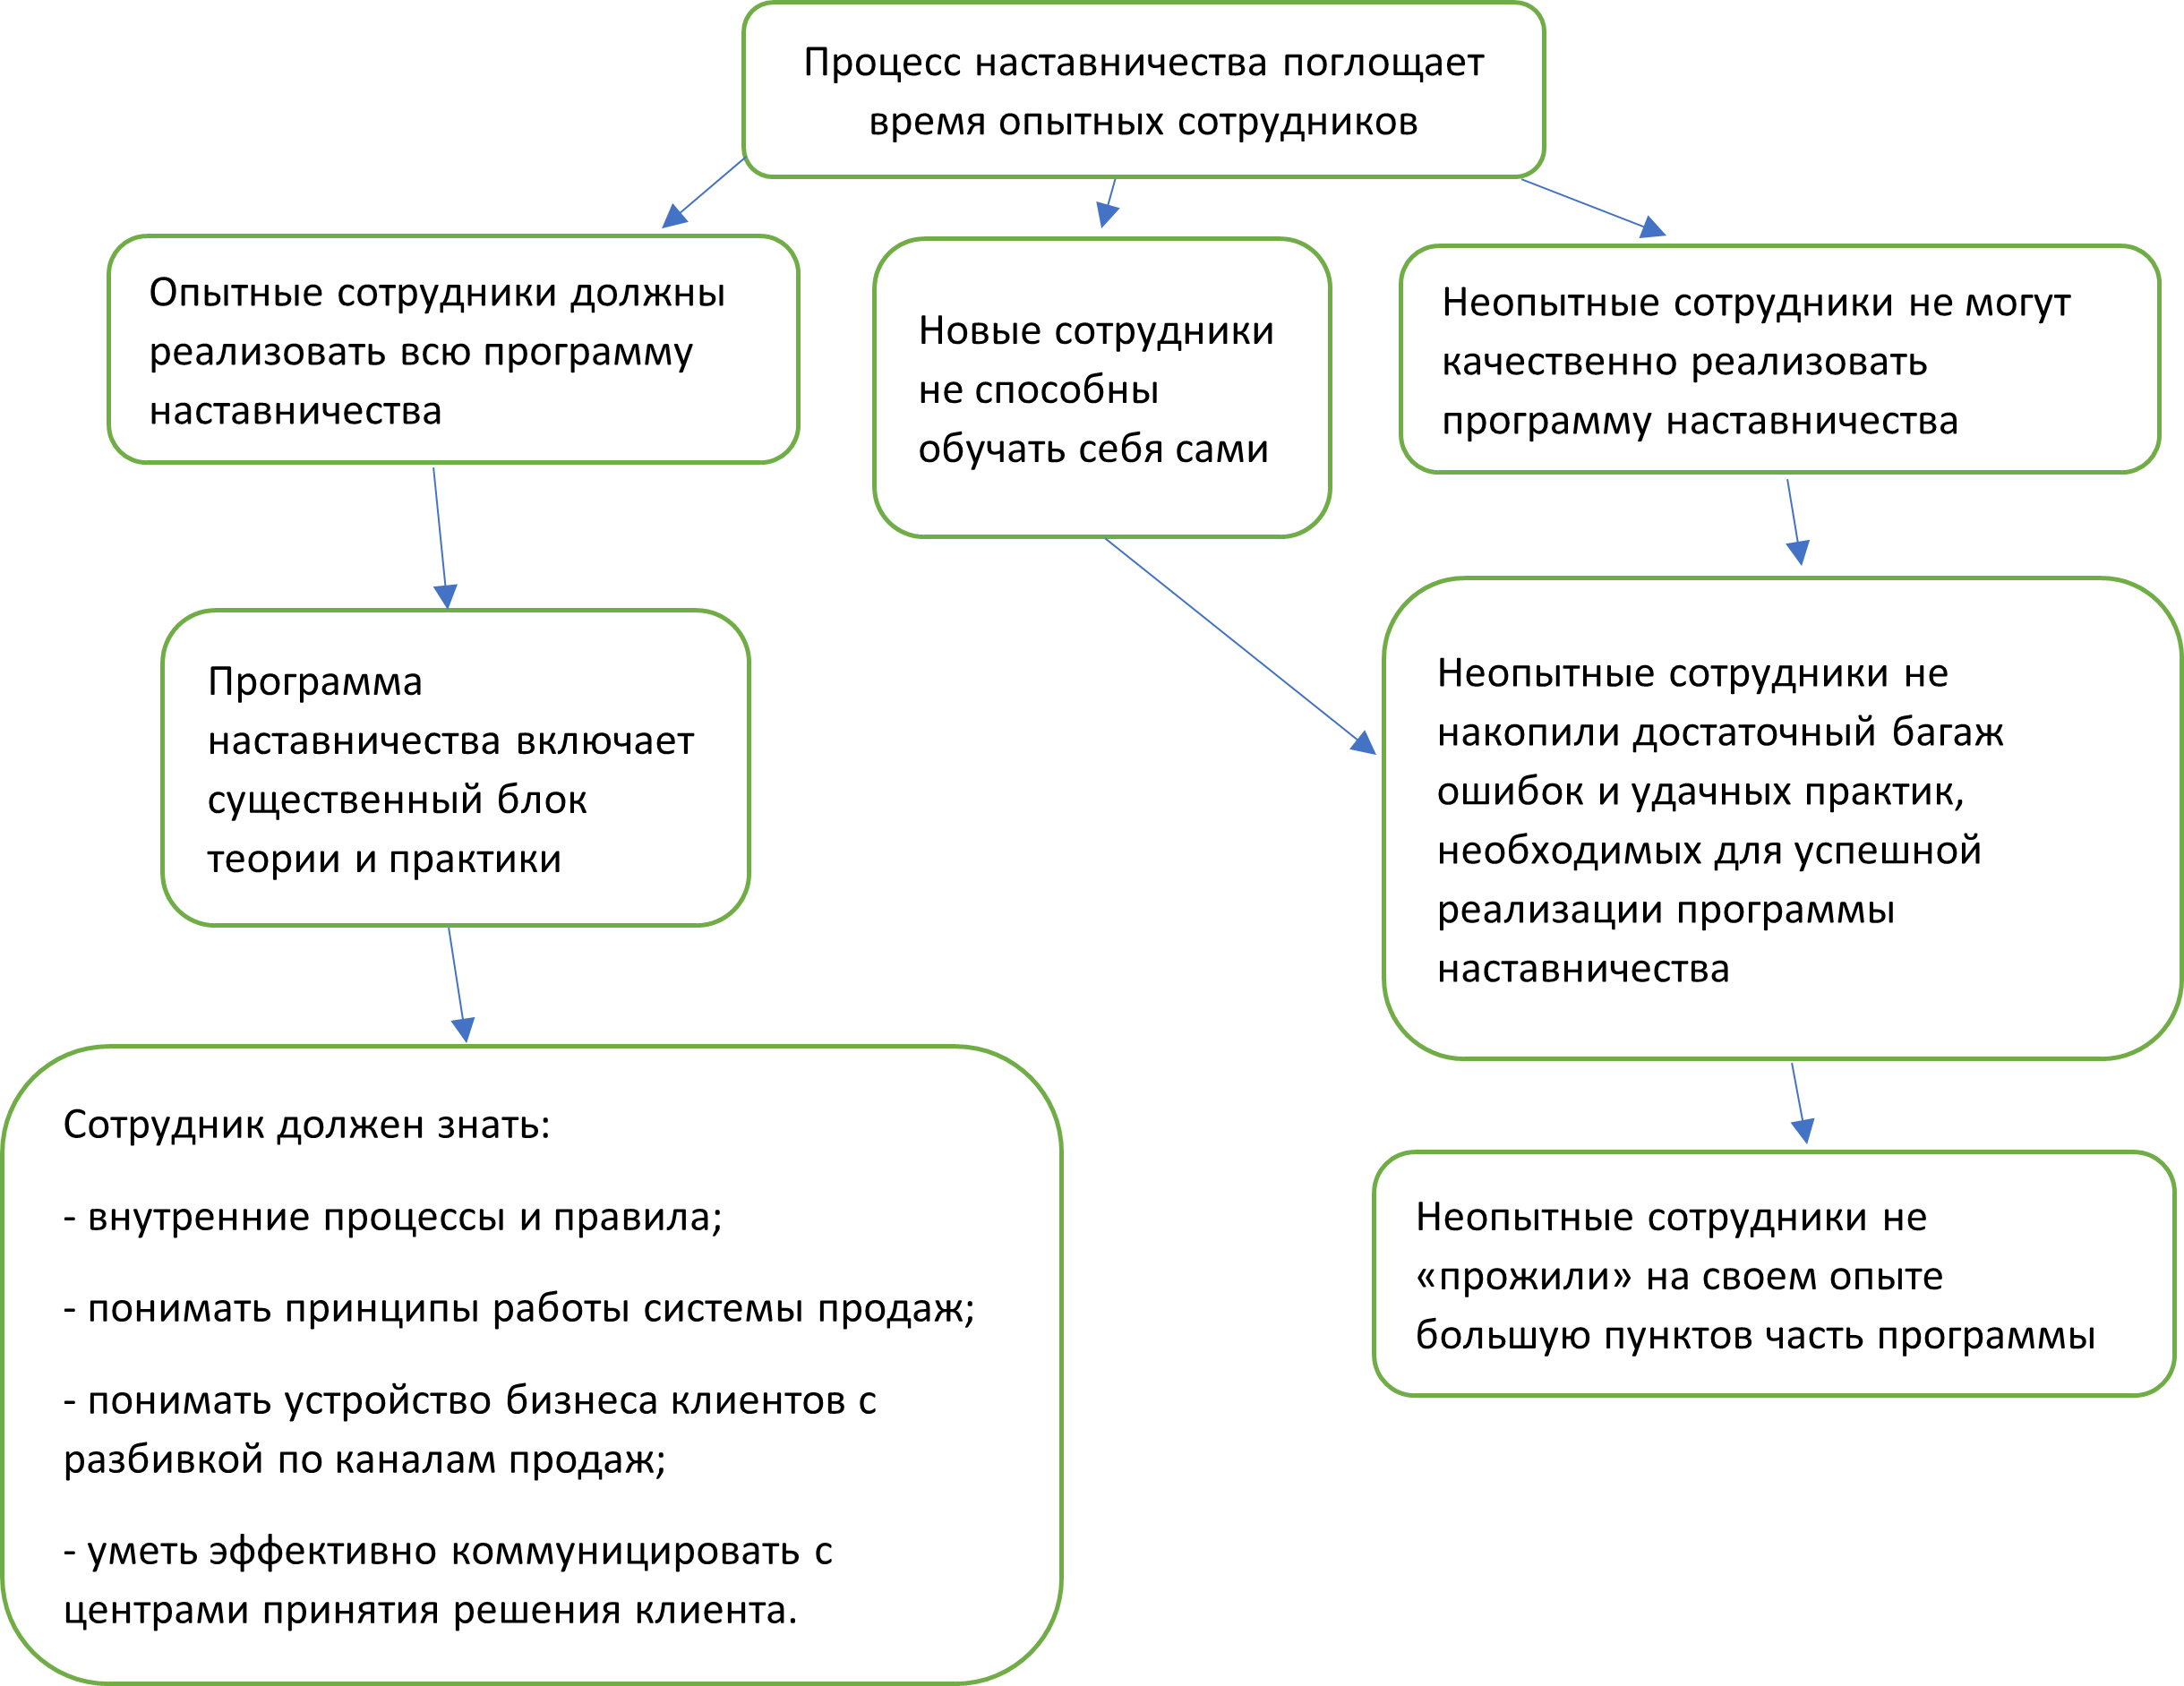 Процесс наставничества поглощает
время опытных сотрудников
Опытные сотрудники должны
реализовать всю программу
наставничества
Новые сотрудники
не способны
обучать себя сами
Неопытные сотрудники не могут
качественно реализовать
программу наставничества
Программа
наставничества включает
существенный блок
теории и практики
Неопытные сотрудники не
накопили достаточный багаж
ошибок и удачных практик,
необходимых для успешной
реализации программы
наставничества
Сотрудник должен знать:
- внутренние процессы и правила;
- понимать принципы работы системы продаж;
- понимать устройство бизнеса клиентов с
разбивкой по каналам продаж;
- уметь эффективно коммуницировать с
центрами принятия решения клиента.
Неопытные сотрудники не
«прожили» на своем опыте
большую пунктов часть программы